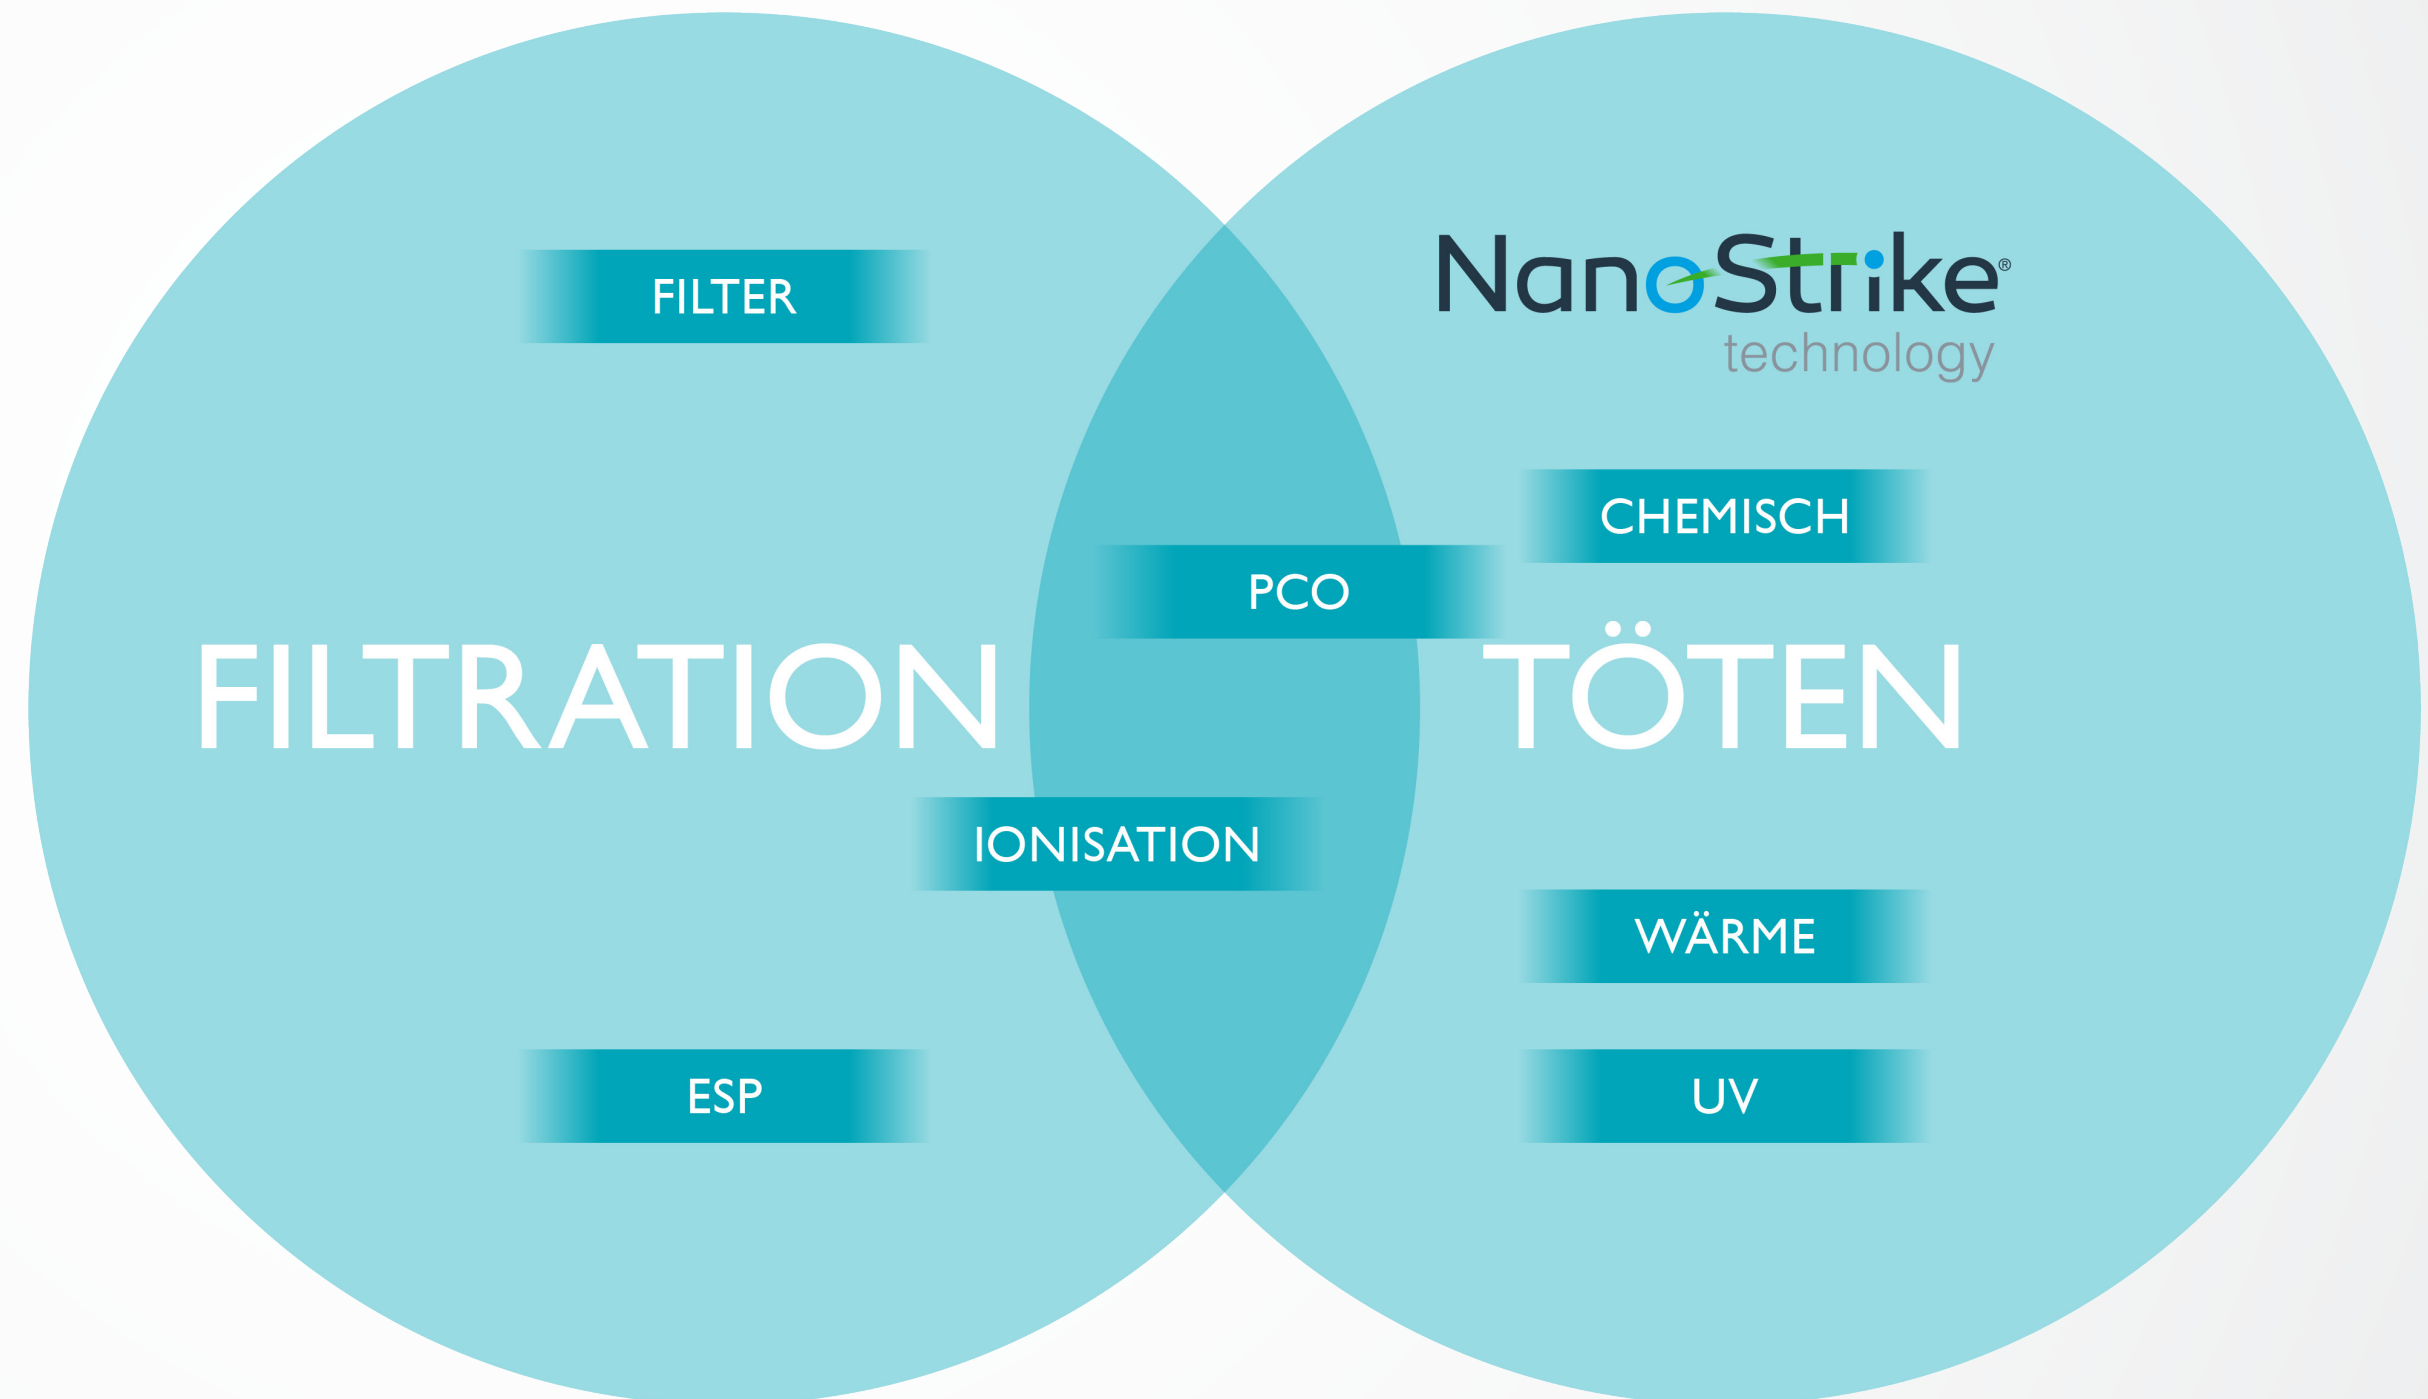 FILTER
FILTRATION
ESP
PCO
IONISATION
NanoStrike®
technology
CHEMISCH
TÖTEN
WÄRME
UV